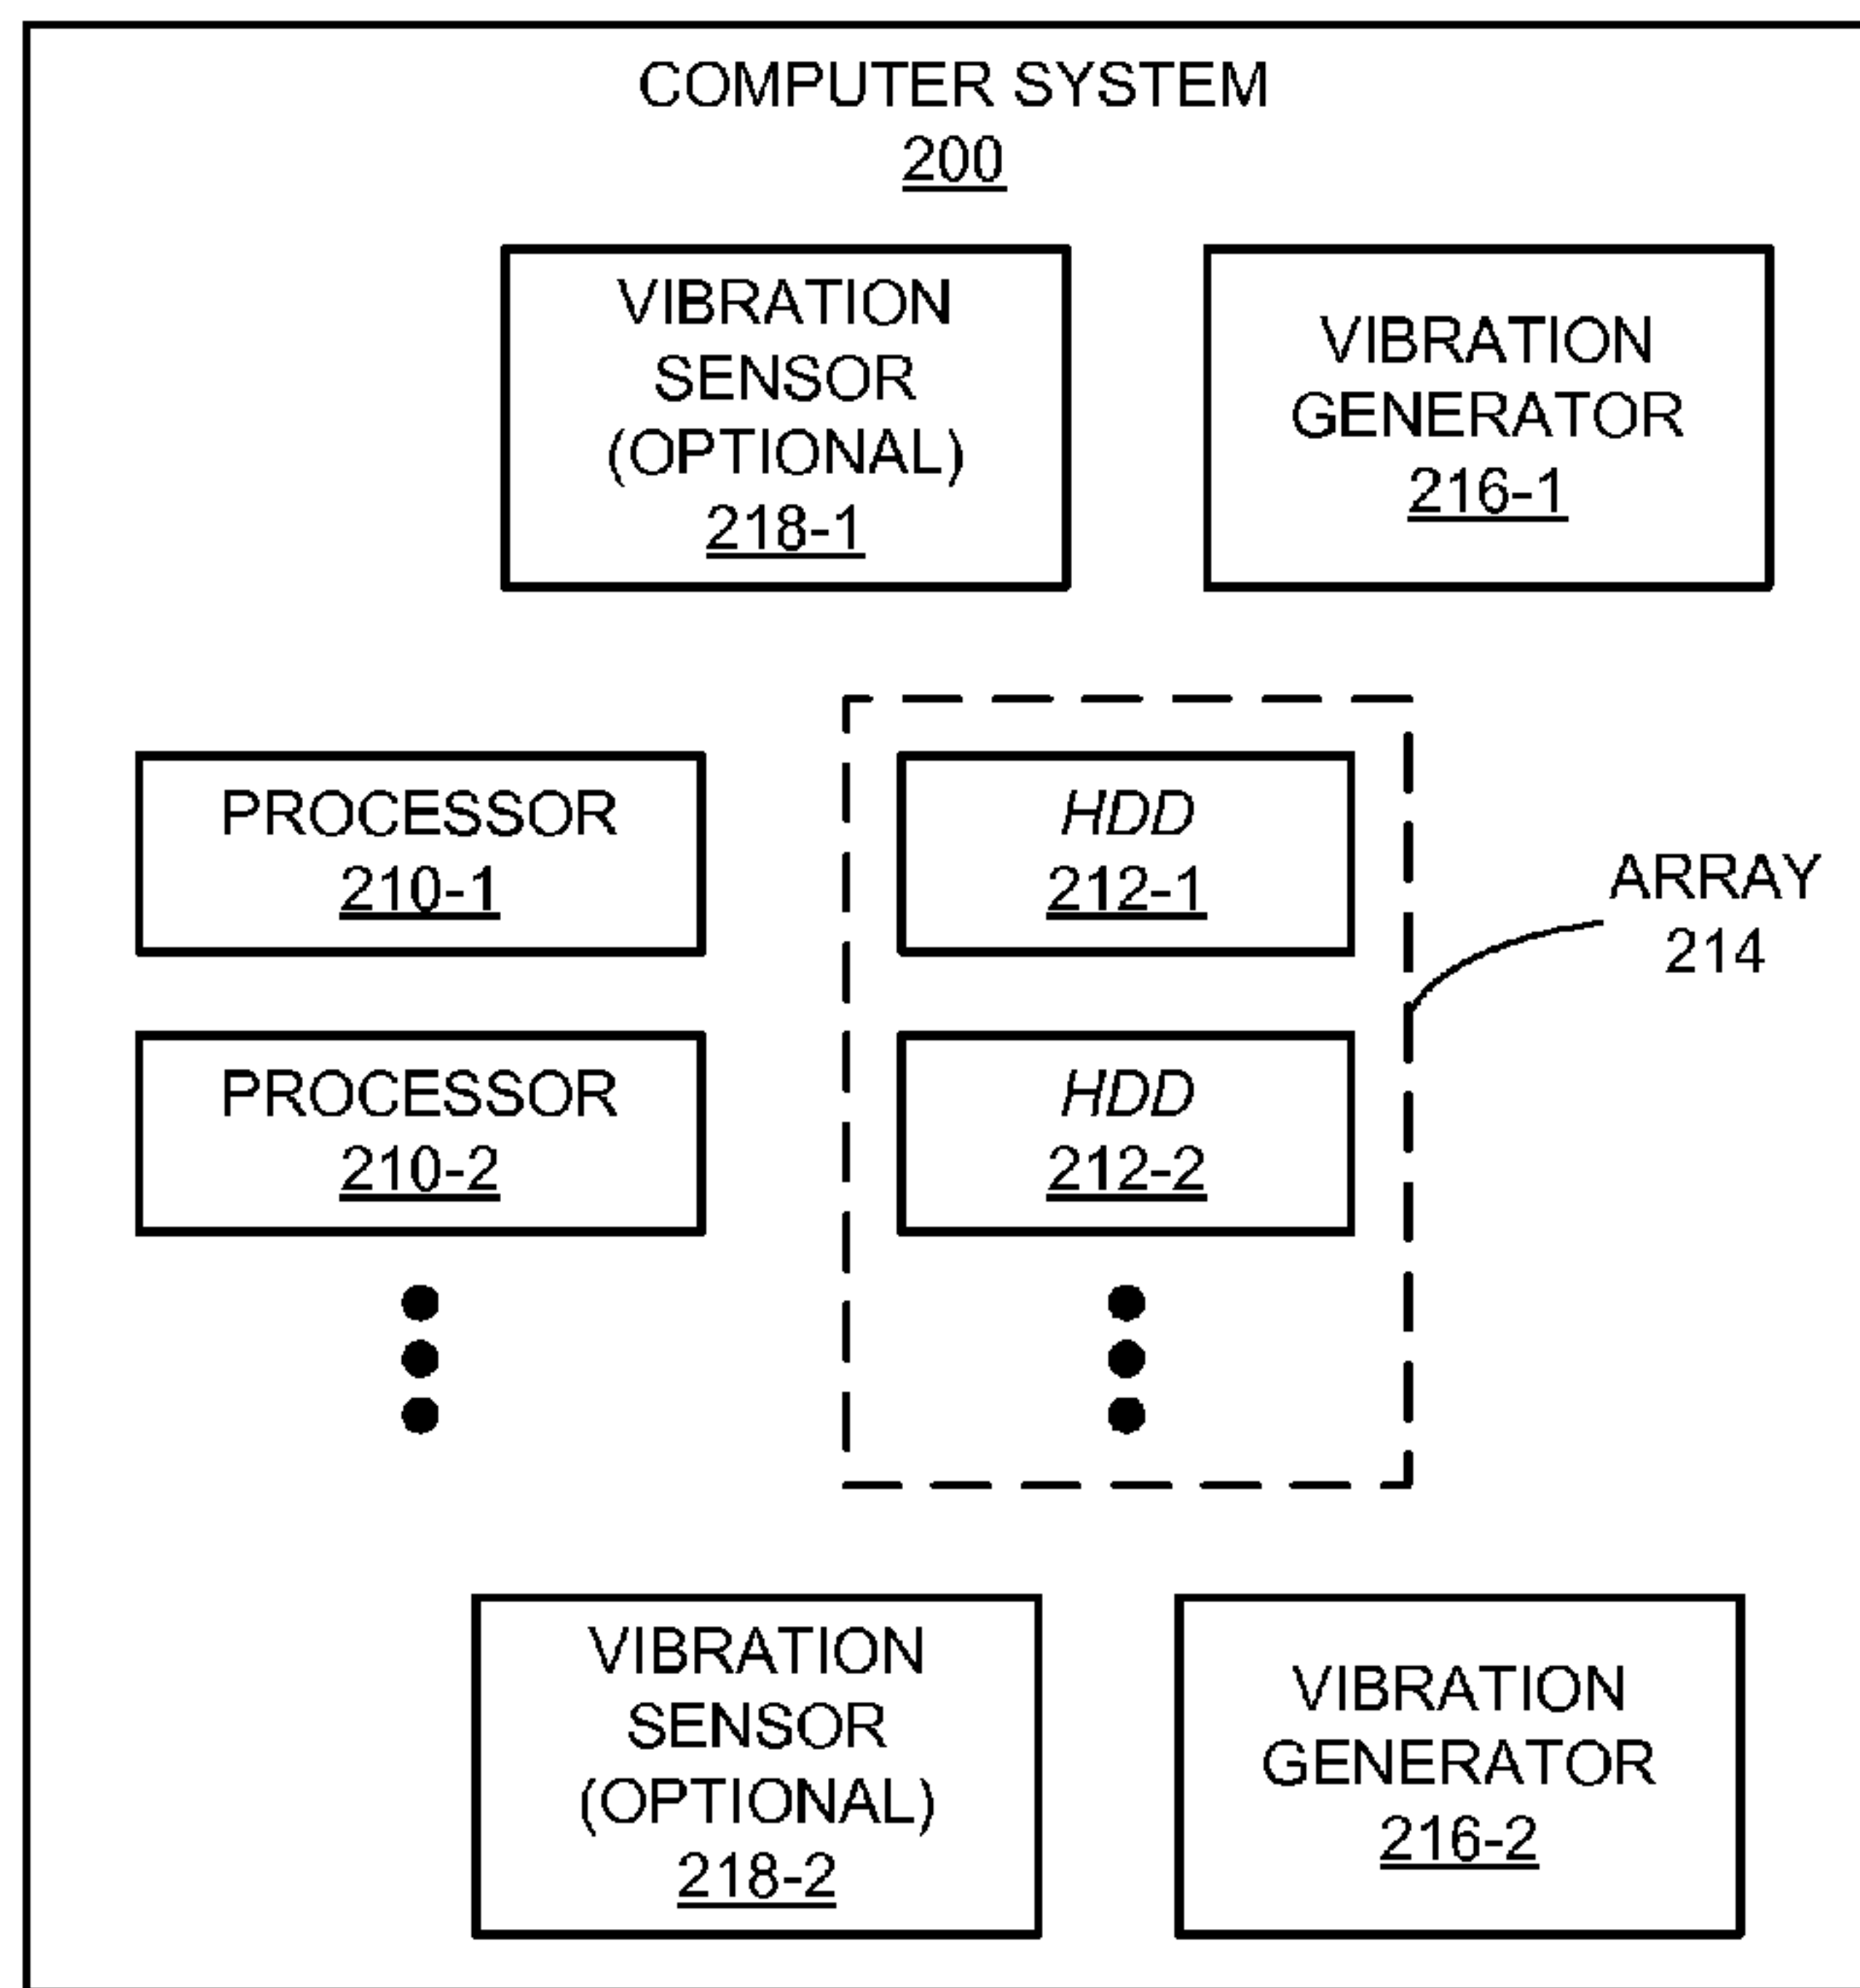 COMPUTER SYSTEM
200
VIBRATION
SENSOR
(OPTIONAL)
218-1
VIBRATION
GENERATOR
216-1
PROCESSOR
210-1
HDD
212-1
ARRAY
214
PROCESSOR
210-2
HDD
212-2
VIBRATION
SENSOR
(OPTIONAL)
218-2
VIBRATION
GENERATOR
216-2